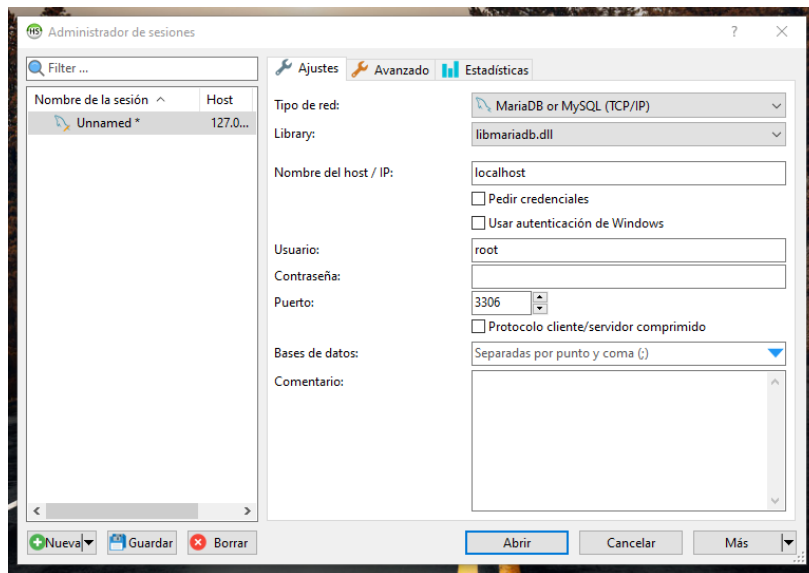 HS Administrador de sesiones ?
Filter ...
Nombre de la sesión Host
Unnamed * 127.0...
Nueva Guardar Borrar
Ajustes Avanzado Estadísticas
Tipo de red: MariaDB or MySQL (TCP/IP)
Library: libmariadb.dll
Nombre del host / IP: localhost
Pedir credenciales
Usar autenticación de Windows
Usuario: root
Contraseña:
Puerto: 3306
Protocolo cliente/servidor comprimido
Bases de datos: Separadas por punto y coma (;)
Comentario:
Abrir Cancelar Más